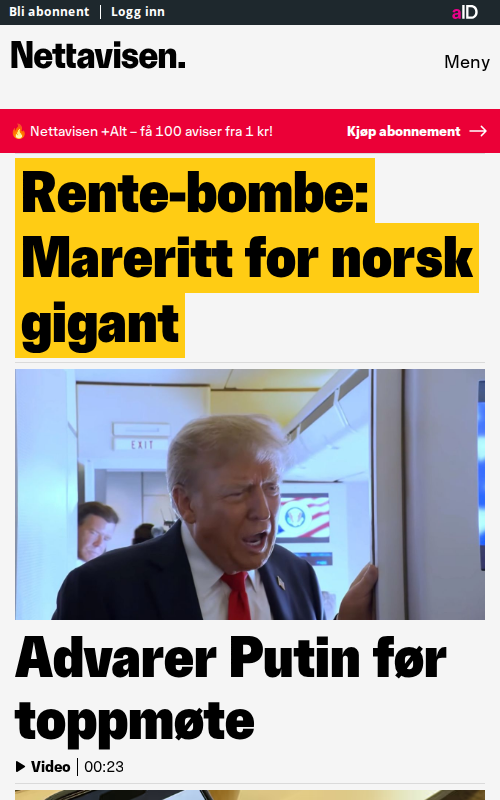 Bli abonnent
Logg inn
aID
Nettavisen.
Meny
🔥 Nettavisen +Alt – få 100 aviser fra 1 kr!
Kjøp abonnement →
Rente-bombe:
Mareritt for norsk
gigant
EXIT
Advarer Putin før
toppmøte
Video
00:23